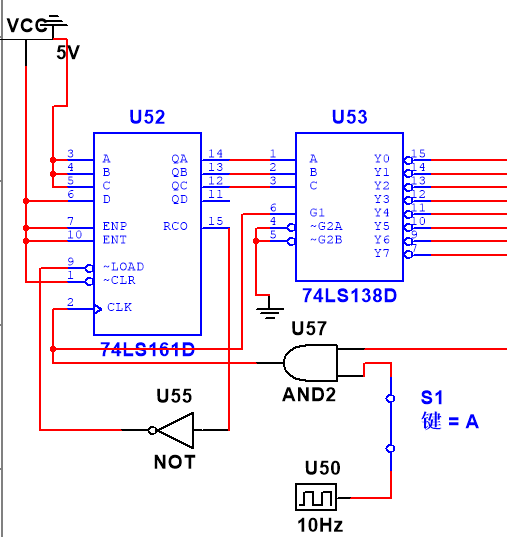 VCC
5V
U52
U53
3 A QA 14
4 B QB 13
5 C QC 12
6 D QD 11
7 ENP RCO 15
10 ENT
9 ~LOAD
1 ~CLR
2 CLK
74LS161D
1 A Y0 15
2 B Y1 14
3 C Y2 13
Y3 12
6 G1 Y4 11
4 ~G2A Y5 10
5 ~G2B Y6 9
Y7 7
74LS138D
U57
AND2
U55
NOT
S1
键 = A
U50
10Hz